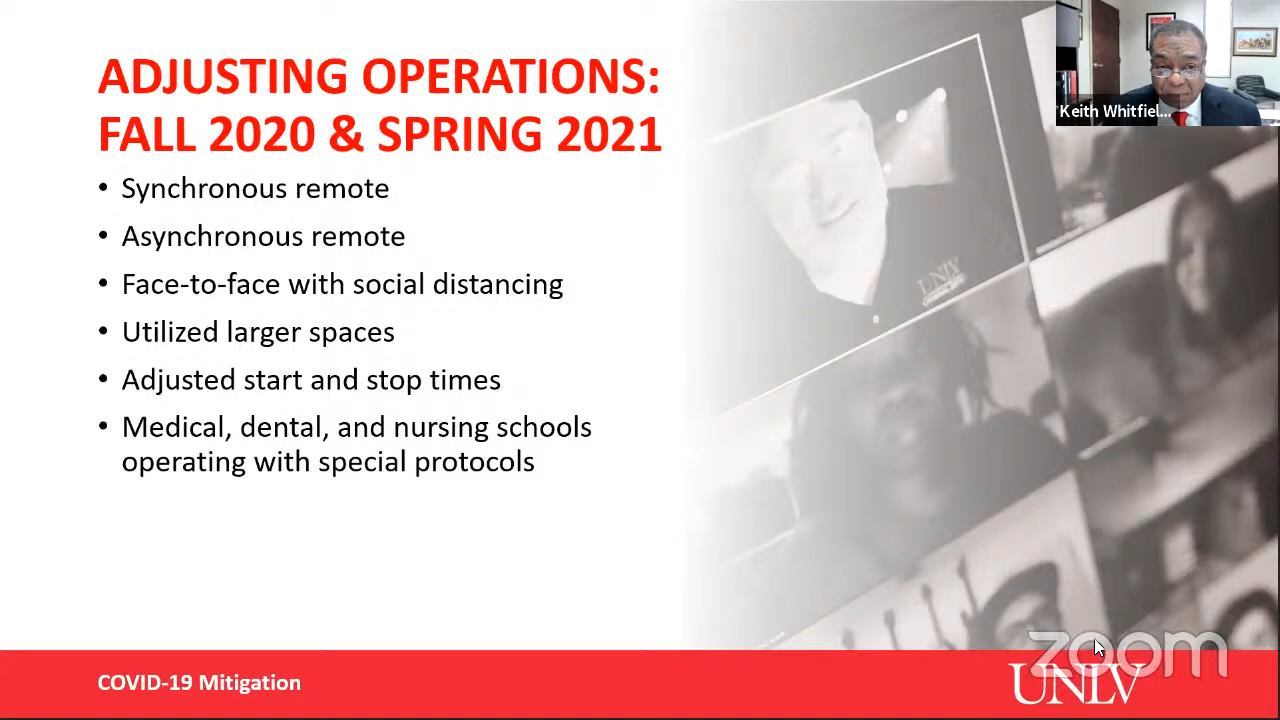 ADJUSTING OPERATIONS:
FALL 2020 & SPRING 2021
• Synchronous remote
• Asynchronous remote
• Face-to-face with social distancing
• Utilized larger spaces
• Adjusted start and stop times
• Medical, dental, and nursing schools
operating with special protocols
Keith Whitfiel...
UNLV
COVID-19 Mitigation
zoom
UNLV